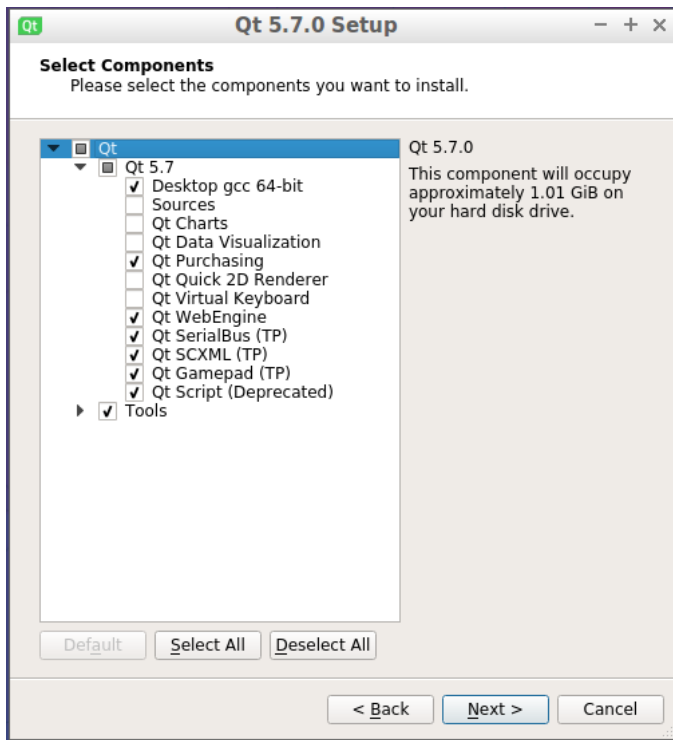 Qt Qt 5.7.0 Setup
Select Components
Please select the components you want to install.
Qt
Qt 5.7
Desktop gcc 64-bit
Sources
Qt Charts
Qt Data Visualization
Qt Purchasing
Qt Quick 2D Renderer
Qt Virtual Keyboard
Qt WebEngine
Qt SerialBus (TP)
Qt SCXML (TP)
Qt Gamepad (TP)
Qt Script (Deprecated)
Tools
Qt 5.7.0
This component will occupy
approximately 1.01 GiB on
your hard disk drive.
Default Select All Deselect All
< Back Next > Cancel